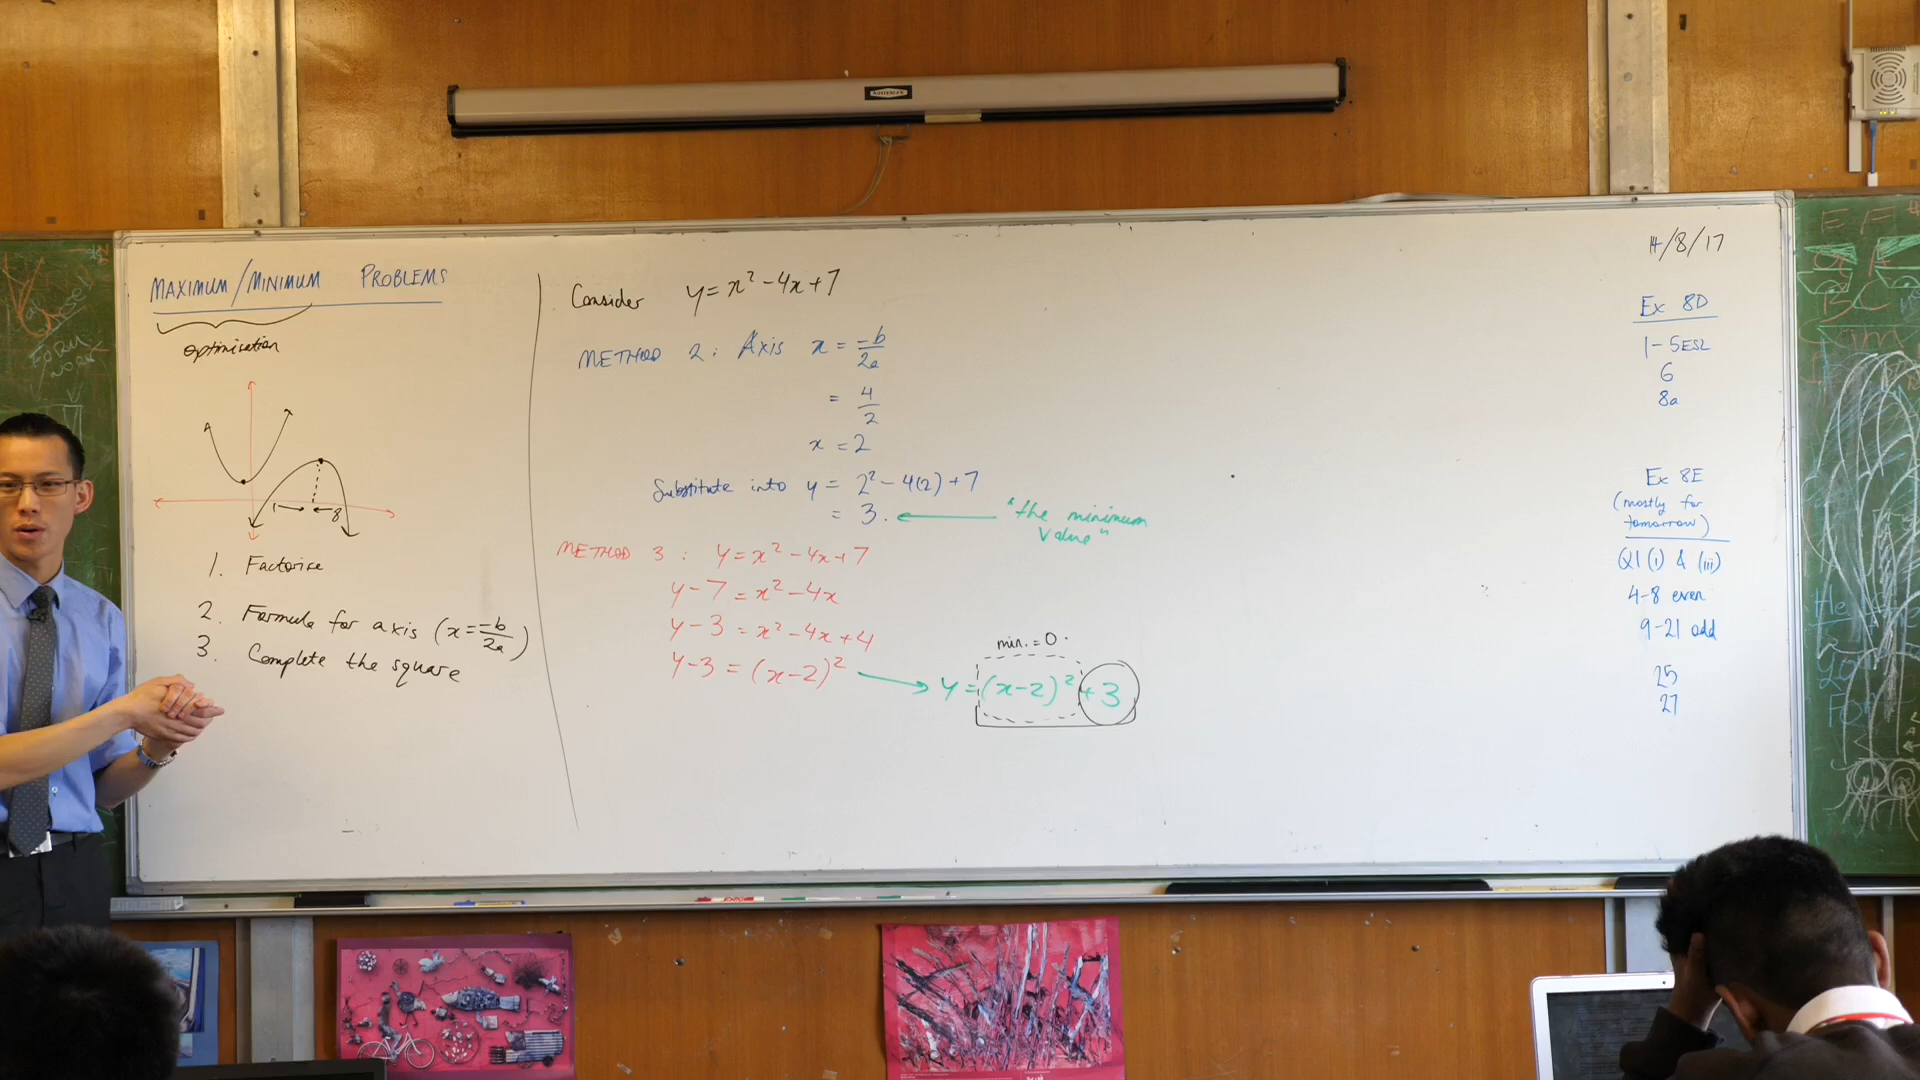 MAXIMUM/MINIMUM PROBLEMS
Optimisation
1. Factorise
2. Formula for axis (x=-b/2a)
3. Complete the square
Consider y=x²-4x+7
METHOD 2: Axis x=-b/2a
= 4/2
x=2
Substitute into y = 2²-4(2)+7
= 3.
"the minimum
value"
METHOD 3: y=x²-4x+7
y-7=x²-4x
y-3=x²-4x+4
y-3=(x-2)²
min.=0.
y=(x-2)²+3
14/8/17
Ex 8D
1-5ESL
6
8a
Ex 8E
(mostly for
tomorrow)
Q1(i) & (iii)
4-8 even
9-21 odd
25
27